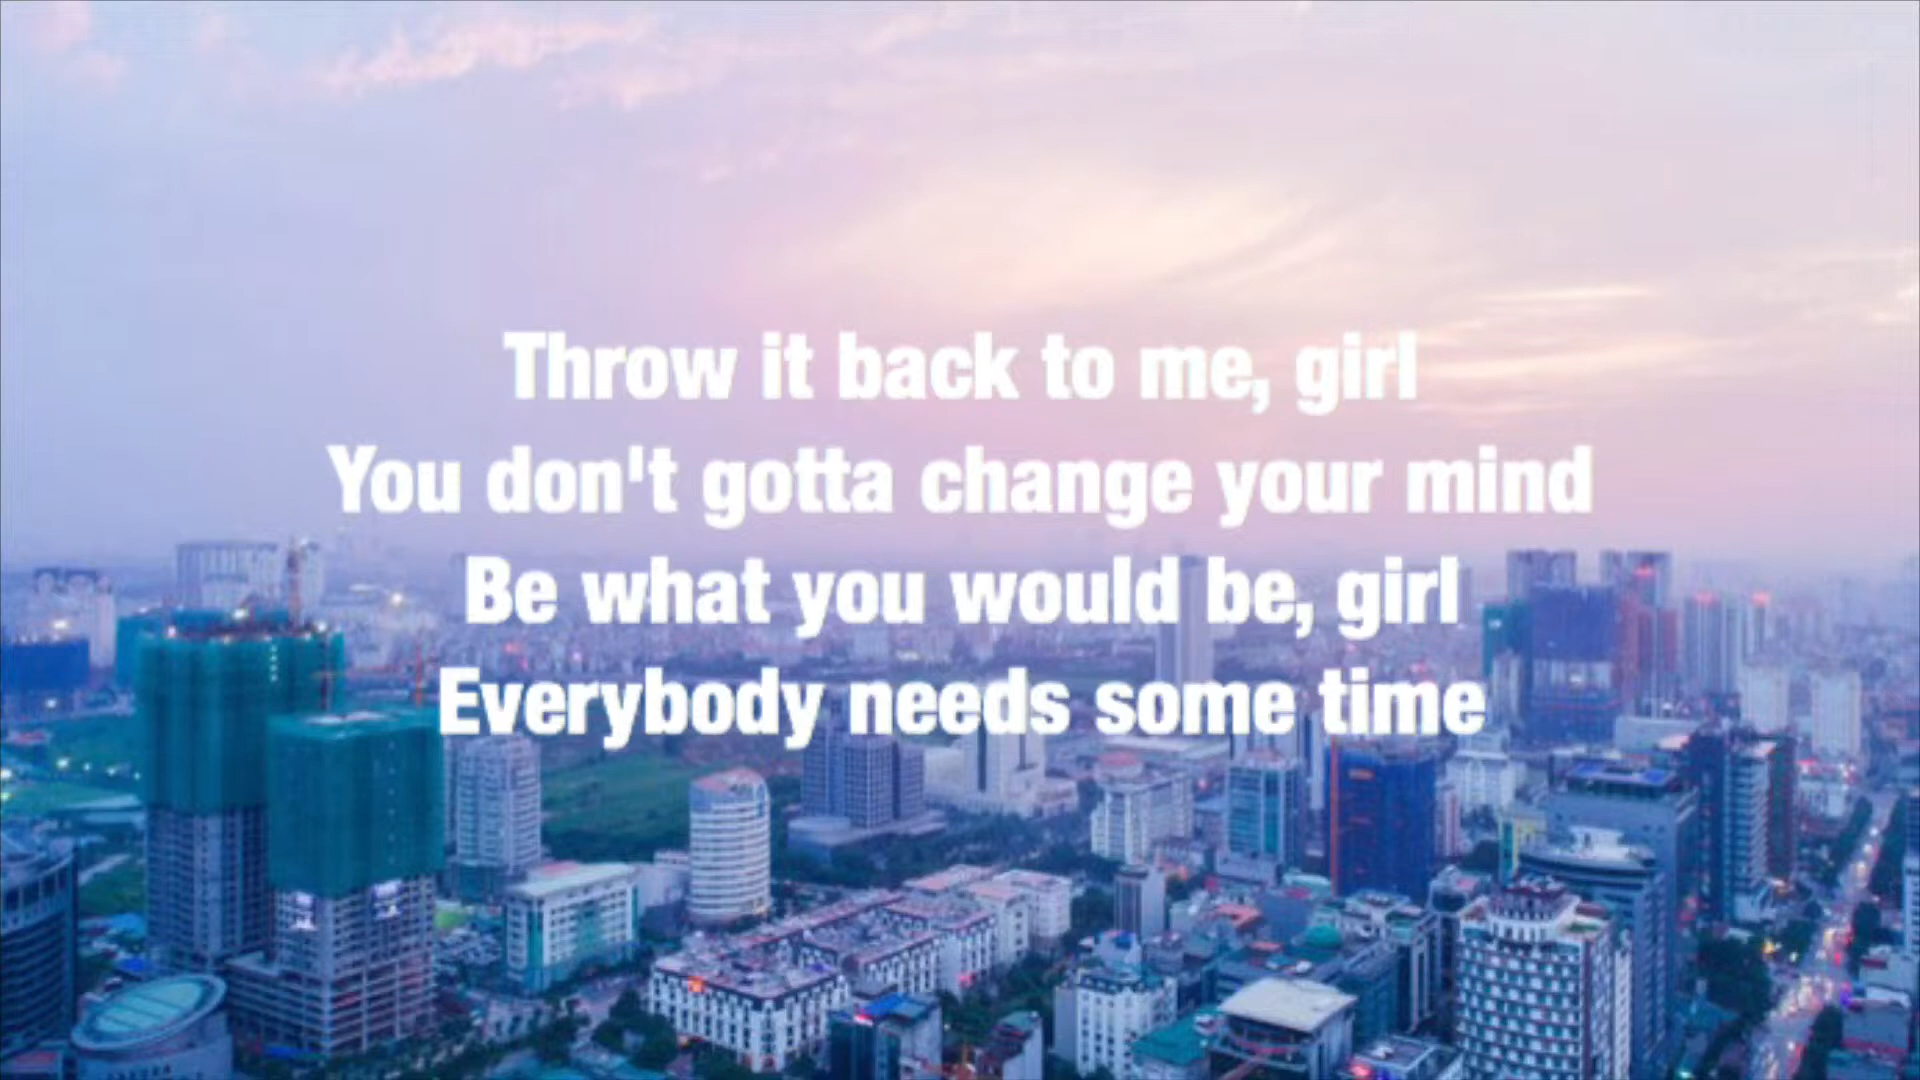 Throw it back to me, girl
You don't gotta change your mind
Be what you would be, girl
Everybody needs some time